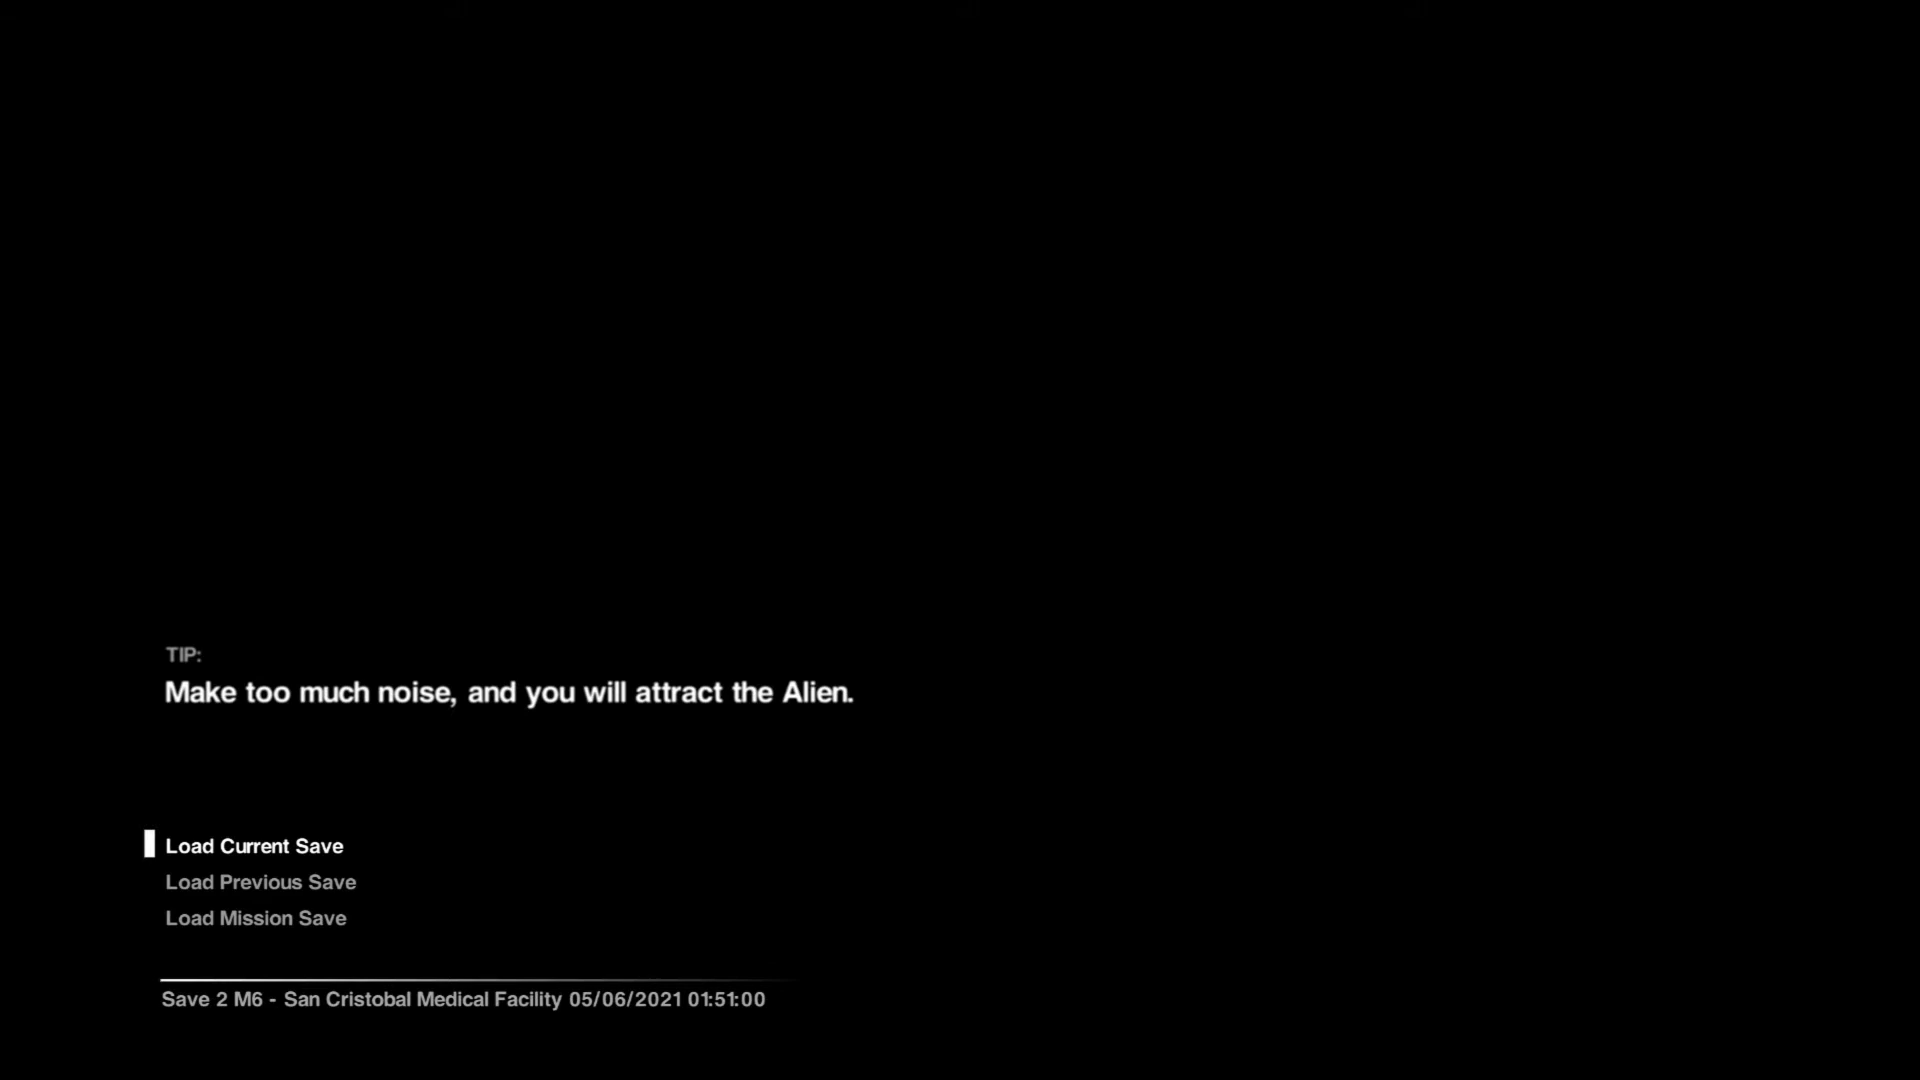 TIP:
Make too much noise, and you will attract the Alien.
Load Current Save
Load Previous Save
Load Mission Save
Save 2 M6 - San Cristobal Medical Facility 05/06/2021 01:51:00